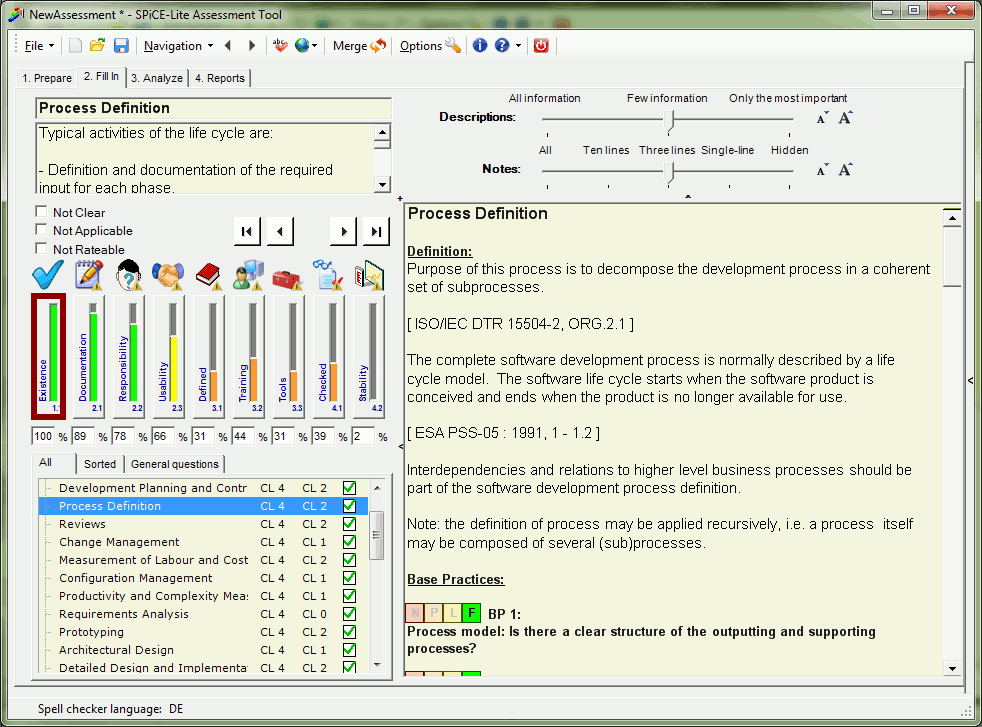 NewAssessment * - SPiCE-Lite Assessment Tool
File Navigation abc Merge Options
1. Prepare 2. Fill In 3. Analyze 4. Reports
Process Definition
Typical activities of the life cycle are:
- Definition and documentation of the required
input for each phase.
All information Few information Only the most important
Descriptions: A A
All Ten lines Three lines Single-line Hidden
Notes: A A
Not Clear
Not Applicable
Not Rateable
Existence 1.1
Documentation 2.1
Responsibility 2.2
Usability 2.3
Defined 3.1
Training 3.2
Tools 3.3
Checked 4.1
Stability 4.2
100 % 89 % 78 % 66 % 31 % 44 % 31 % 39 % 2 %
All Sorted General questions
Development Planning and Contr CL 4 CL 2
Process Definition CL 4 CL 2
Reviews CL 4 CL 2
Change Management CL 4 CL 1
Measurement of Labour and Cost CL 4 CL 2
Configuration Management CL 4 CL 1
Productivity and Complexity Mea: CL 4 CL 1
Requirements Analysis CL 4 CL 0
Prototyping CL 4 CL 2
Architectural Design CL 4 CL 1
Detailed Design and Implementa CL 4 CL 2
Process Definition
Definition:
Purpose of this process is to decompose the development process in a coherent
set of subprocesses.
[ ISO/IEC DTR 15504-2, ORG.2.1 ]
The complete software development process is normally described by a life
cycle model. The software life cycle starts when the software product is
conceived and ends when the product is no longer available for use.
[ ESA PSS-05 : 1991, 1 - 1.2 ]
Interdependencies and relations to higher level business processes should be
part of the software development process definition.
Note: the definition of process may be applied recursively, i.e. a process itself
may be composed of several (sub)processes.
Base Practices:
N P L F BP 1:
Process model: Is there a clear structure of the outputting and supporting
processes?
Spell checker language: DE